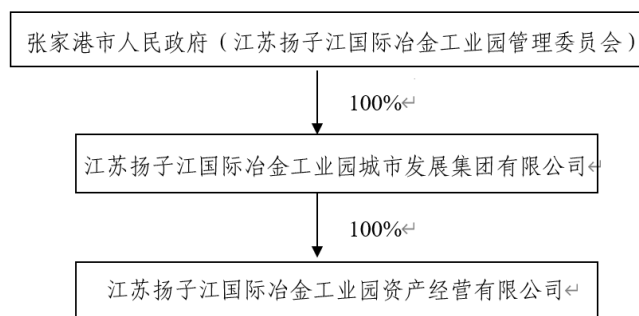 张家港市人民政府（江苏扬子江国际冶金工业园管理委员会）
100%↵
江苏扬子江国际冶金工业园城市发展集团有限公司↵
100%↵
江苏扬子江国际冶金工业园资产经营有限公司↵